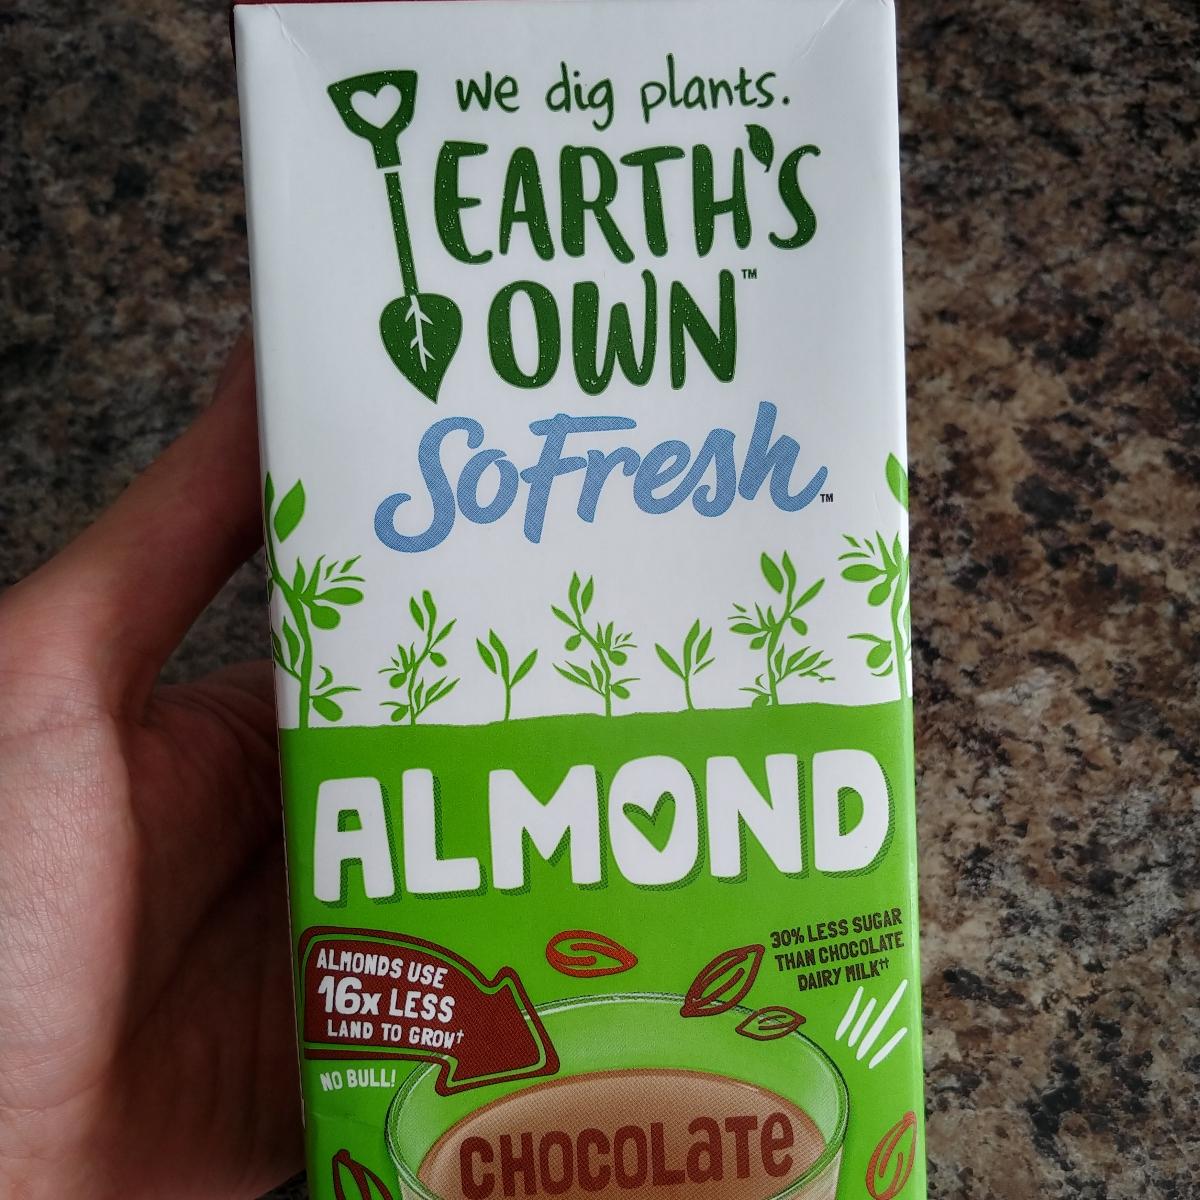 we dig plants.
EARTH'S
OWN™
SoFresh™
ALMOND
ALMONDS USE
16x LESS
LAND TO GROW†
NO BULL!
30% LESS SUGAR
THAN CHOCOLATE
DAIRY MILK††
CHOCOLATE